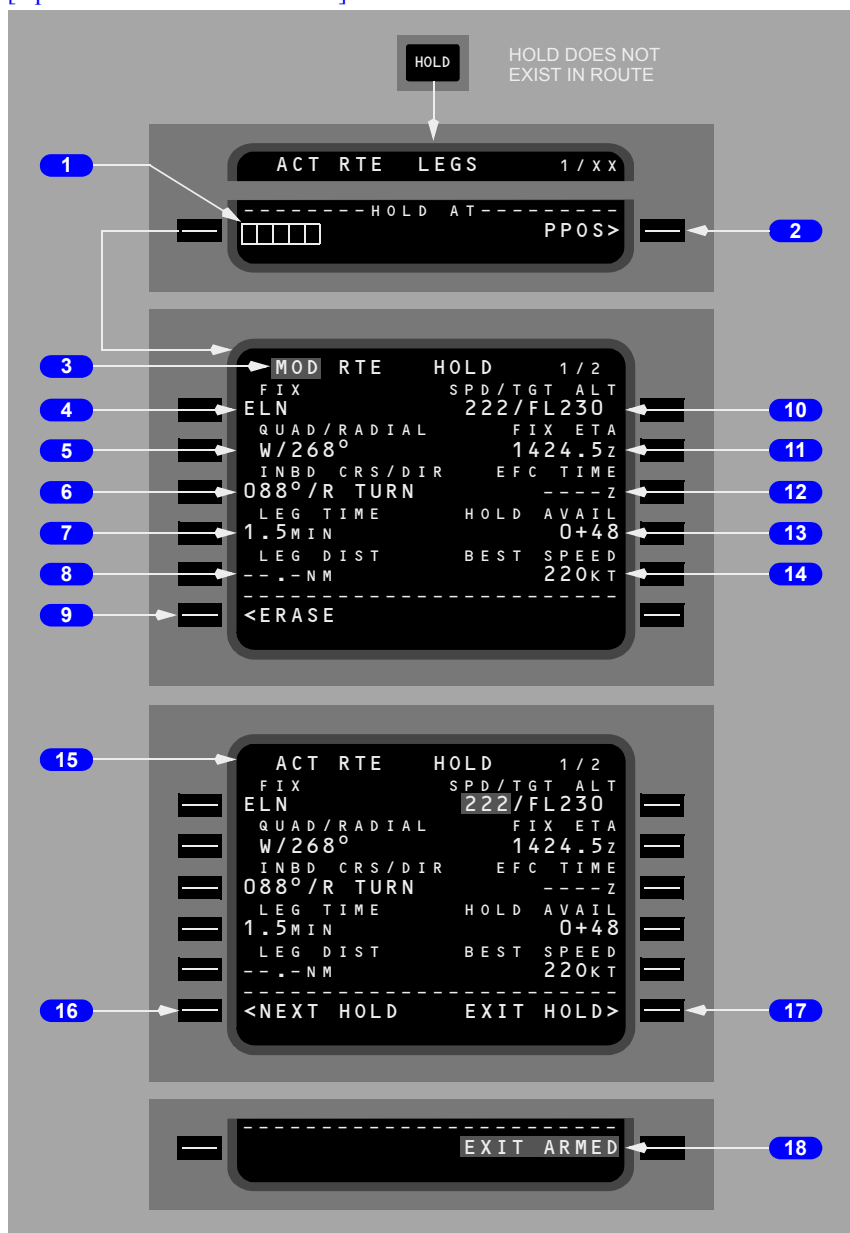 HOLD
HOLD DOES NOT
EXIST IN ROUTE
1
ACT RTE LEGS 1/XX
--------HOLD AT---------
PPOS>
2
3
MOD RTE HOLD 1/2
FIX SPD/TGT ALT
4 ELN 222/FL230 10
QUAD/RADIAL FIX ETA
5 W/268° 1424.5z 11
INBD CRS/DIR EFC TIME
6 088°/R TURN ----z 12
LEG TIME HOLD AVAIL
7 1.5MIN 0+48 13
LEG DIST BEST SPEED
8 --.-NM 220KT 14
------------------------
9 <ERASE
15 ACT RTE HOLD 1/2
FIX SPD/TGT ALT
ELN 222/FL230
QUAD/RADIAL FIX ETA
W/268° 1424.5z
INBD CRS/DIR EFC TIME
088°/R TURN ----z
LEG TIME HOLD AVAIL
1.5MIN 0+48
LEG DIST BEST SPEED
--.-NM 220KT
------------------------
16 <NEXT HOLD EXIT HOLD> 17
------------------------
EXIT ARMED 18